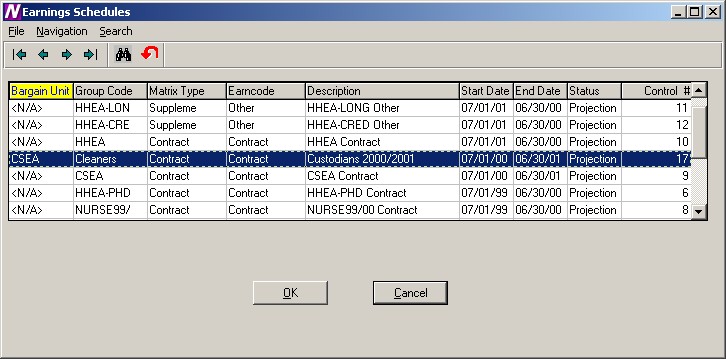 N Earnings Schedules
File Navigation Search
Bargain Unit Group Code Matrix Type Earncode Description Start Date End Date Status Control #
<N/A> HHEA-LON Suppleme Other HHEA-LONG Other 07/01/01 06/30/00 Projection 11
<N/A> HHEA-CRE Suppleme Other HHEA-CRED Other 07/01/01 06/30/00 Projection 12
<N/A> HHEA Contract Contract HHEA Contract 07/01/01 06/30/00 Projection 10
CSEA Cleaners Contract Contract Custodians 2000/2001 07/01/00 06/30/01 Projection 17
<N/A> CSEA Contract Contract CSEA Contract 07/01/00 06/30/01 Projection 9
<N/A> HHEA-PHD Contract Contract HHEA-PHD Contract 07/01/99 06/30/00 Projection 6
<N/A> NURSE99/ Contract Contract NURSE99/00 Contract 07/01/99 06/30/00 Projection 8
OK Cancel